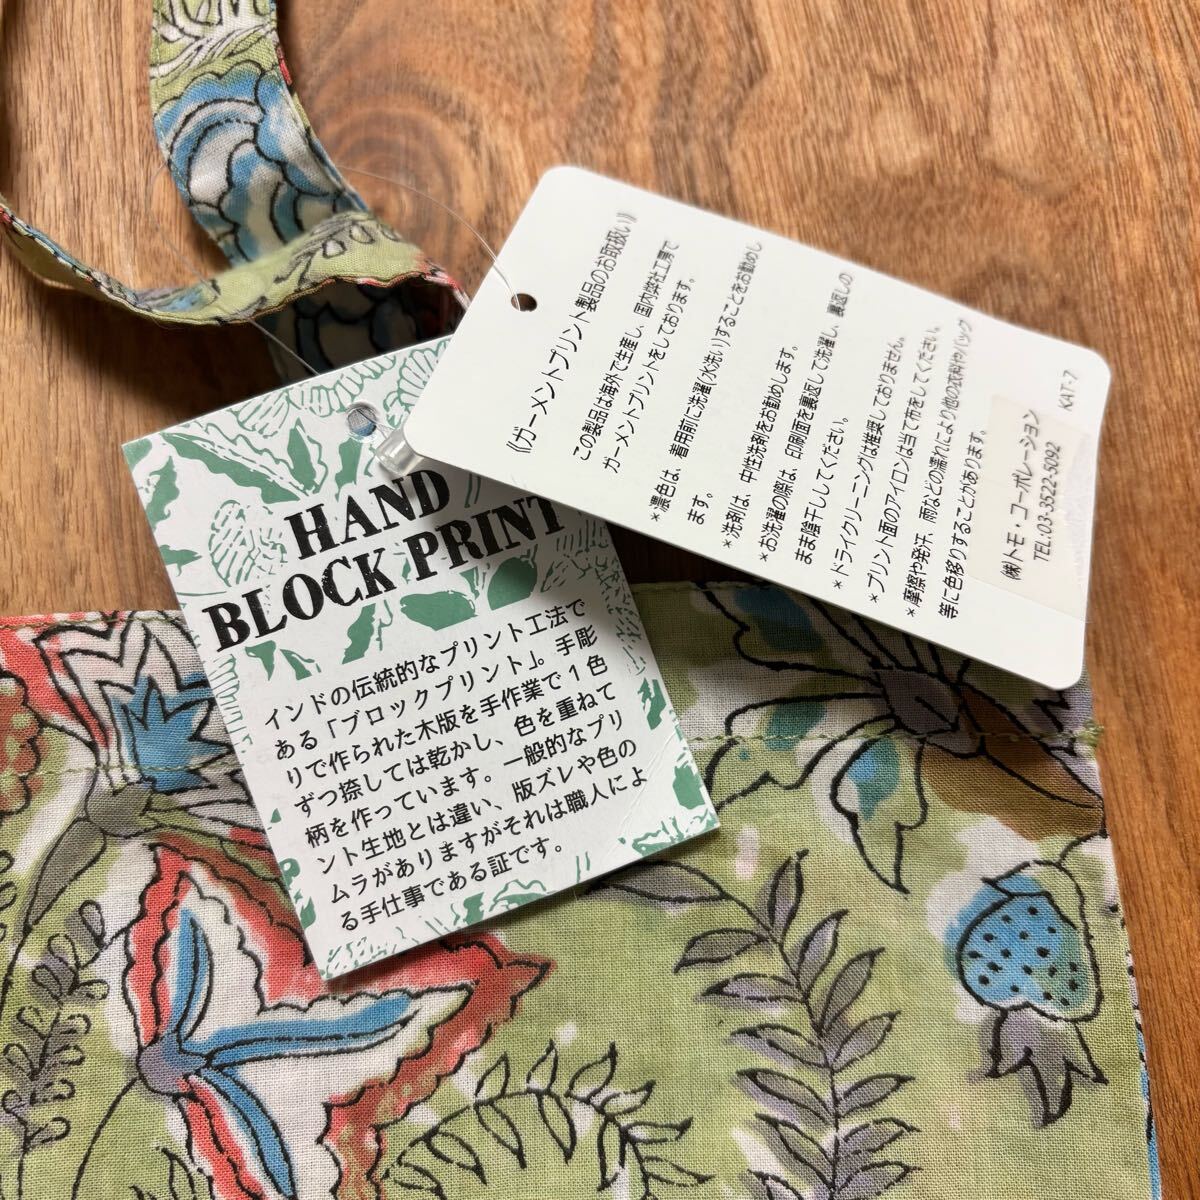 HAND
BLOCK PRINT
インドの伝統的なプリント工法で
ある「ブロックプリント」。手彫
りで作られた木版を手作業で1色
ずつ捺しては乾かし、色を重ねて
柄を作っています。一般的なプリ
ント生地とは違い、版ズレや色の
ムラがありますがそれは職人によ
る手仕事である証です。
《ガーメントプリント製品のお取扱い》
この製品は海外で生産し、国内弊社工房で
ガーメントプリントをしております。
*濃色は、着用前に洗濯(水洗い)することをお勧めし
ます。
*洗剤は、中性洗剤をお勧めします。
*お洗濯の際は、印刷面を裏返して洗濯し、裏返しの
まま陰干ししてください。
*ドライクリーニングは推奨しておりません。
*プリント面のアイロンは当て布をしてください。
*摩擦や発汗、雨などの濡れにより他の衣料やバッグ
等に色移りすることがあります。
KAT-7
㈱トモ・コーポレーション
TEL:03-3522-5092